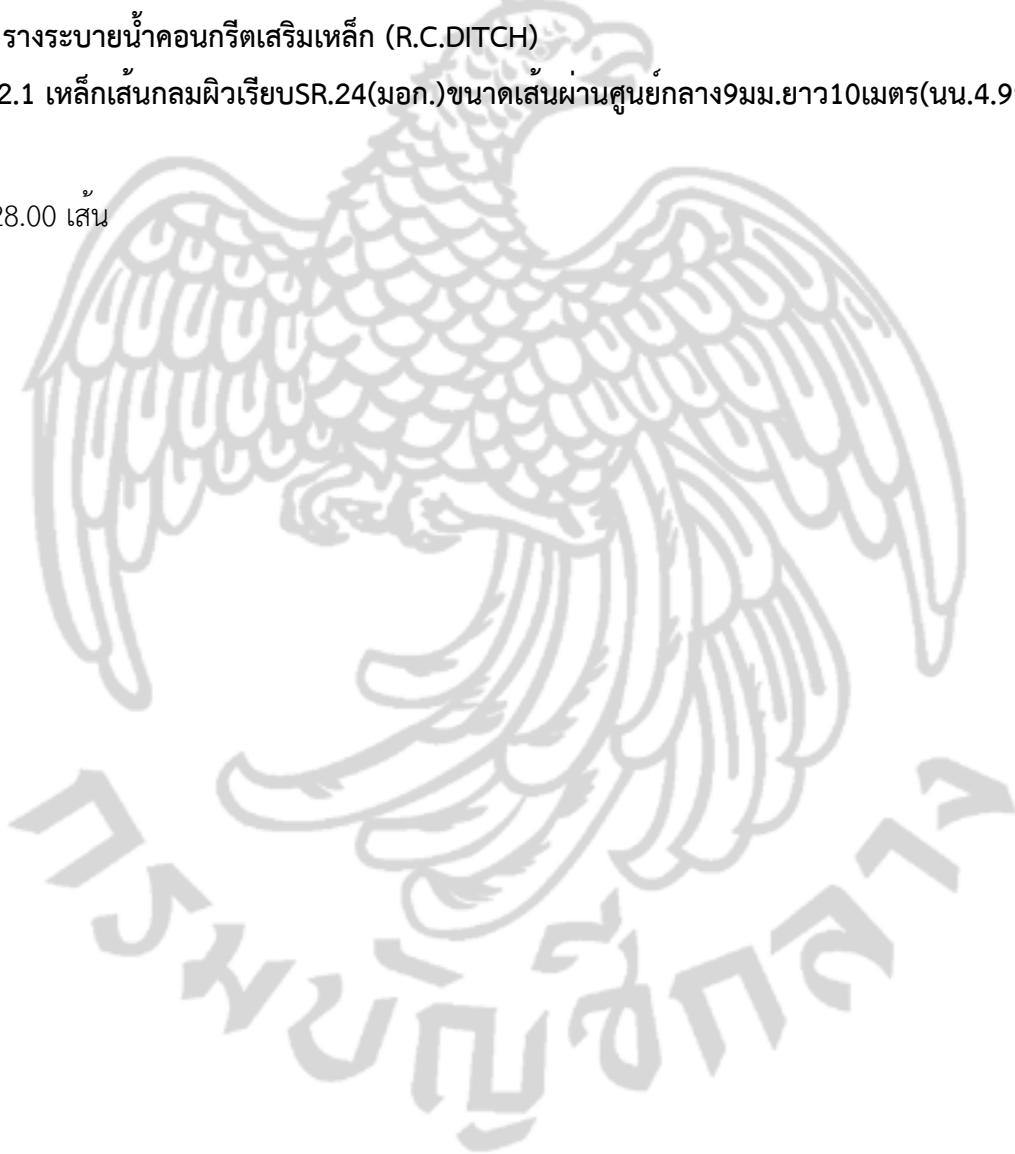 รางระบายน้ำคอนกรีตเสริมเหล็ก (R.C.DITCH)
2.1 เหล็กเส้นกลมผิวเรียบSR.24(มอก.)ขนาดเส้นผ่านศูนย์กลาง9มม.ยาว10เมตร(นน.4.9
28.00 เส้น
กรมบัญชีกลาง